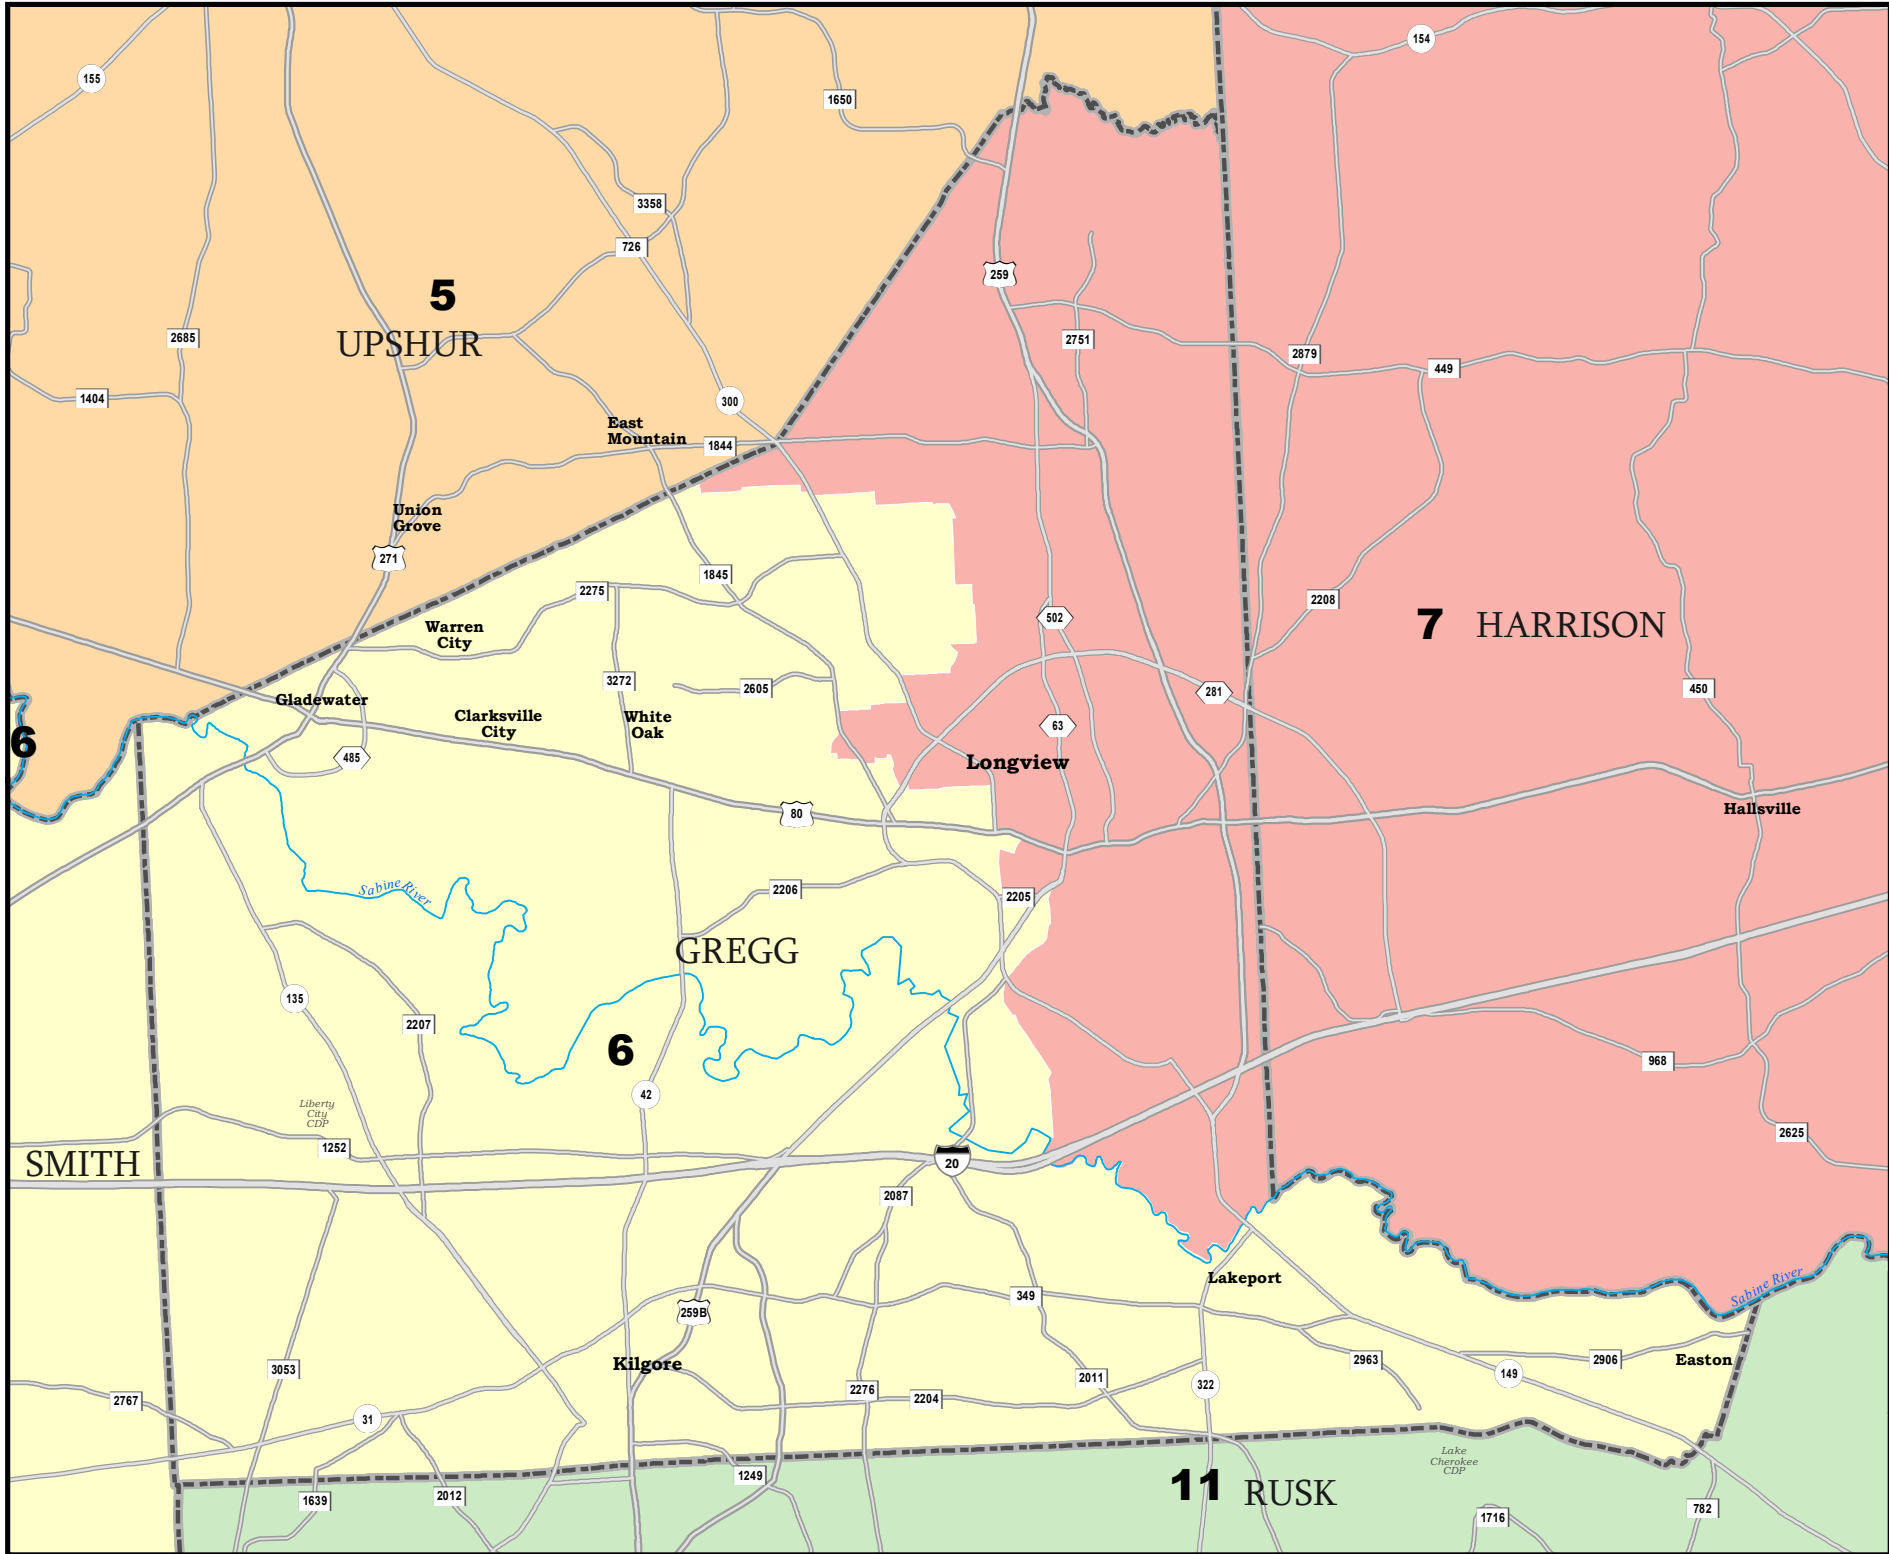 154
155
1650
3358
726
259
5
UPSHUR
2685
2751
2879
449
1404
300
East
Mountain
1844
Union
Grove
271
1845
2275
2208
502
7 HARRISON
Warren
City
3272
2605
281
450
Gladewater
Clarksville
City
White
Oak
63
6
485
Longview
80
Hallsville
Sabine River
2206
2205
GREGG
135
2207
6
42
968
Liberty
City
CDP
1252
2625
SMITH
20
2087
Lakeport
Sabine River
349
259B
Kilgore
3053
2963
2906
Easton
2767
2276
2204
2011
322
149
31
Lake
Cherokee
CDP
1249
11 RUSK
1639
2012
782
1716